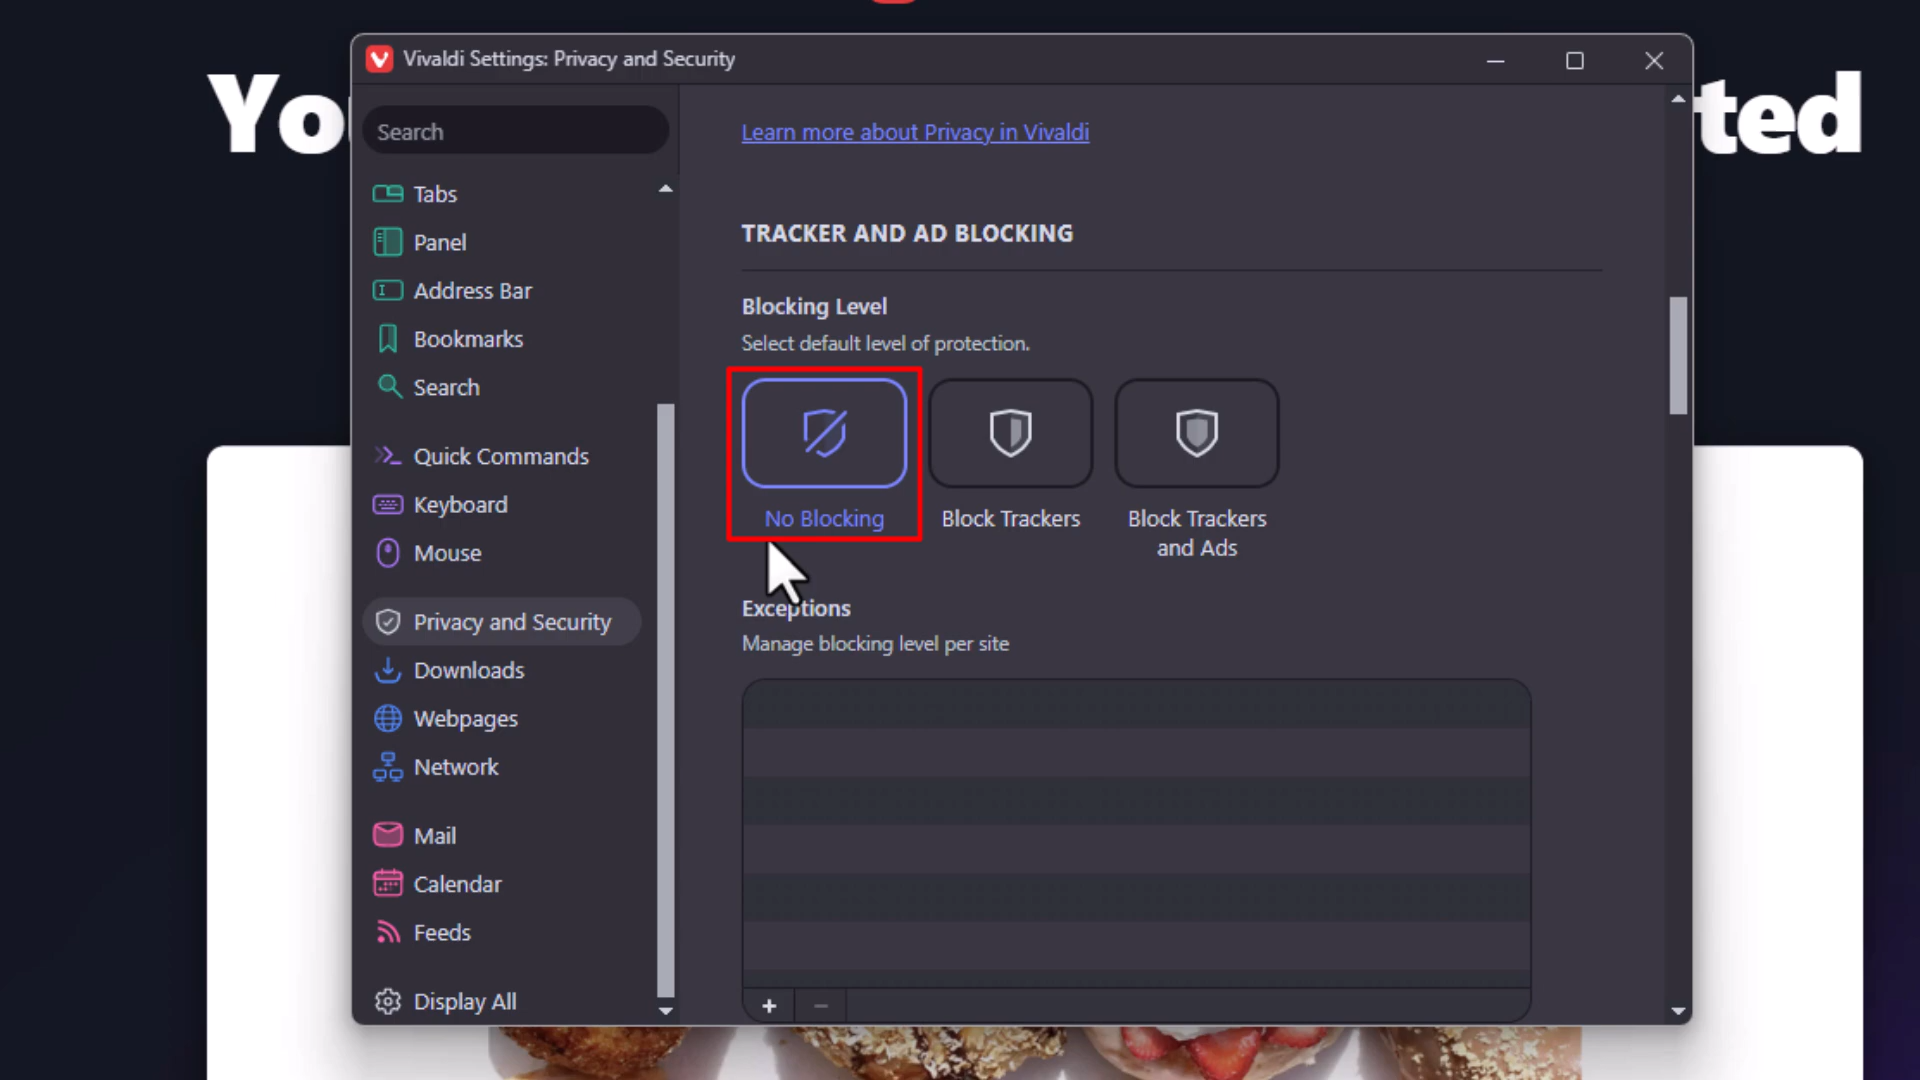 Vivaldi Settings: Privacy and Security
Yo
ted
Search
Tabs
Panel
Address Bar
Bookmarks
Search
Quick Commands
Keyboard
Mouse
Privacy and Security
Downloads
Webpages
Network
Mail
Calendar
Feeds
Display All
Learn more about Privacy in Vivaldi
TRACKER AND AD BLOCKING
Blocking Level
Select default level of protection.
No Blocking
Block Trackers
Block Trackers
and Ads
Exceptions
Manage blocking level per site